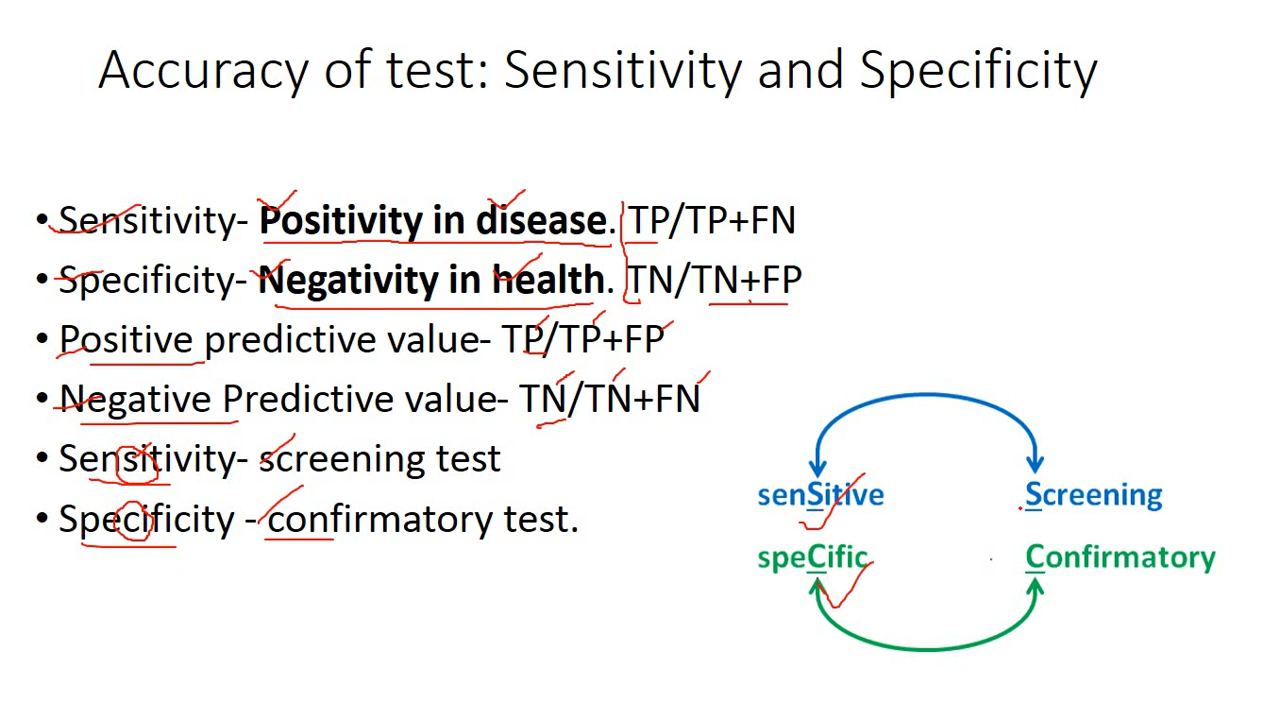 Accuracy of test: Sensitivity and Specificity
• Sensitivity- Positivity in disease. TP/TP+FN
• Specificity- Negativity in health. TN/TN+FP
• Positive predictive value- TP/TP+FP
• Negative Predictive value- TN/TN+FN
• Sensitivity- screening test
• Specificity - confirmatory test.
senSitive Screening
speCific Confirmatory